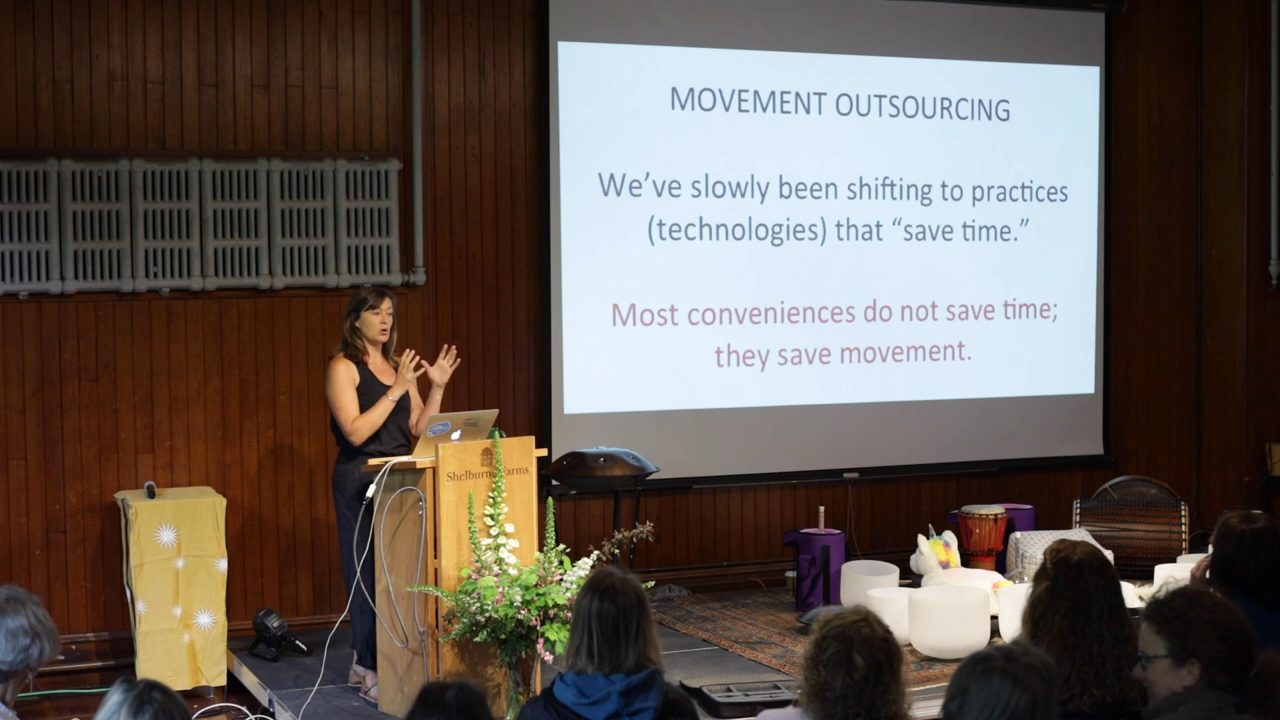 MOVEMENT OUTSOURCING
We’ve slowly been shifting to practices
(technologies) that “save time.”
Most conveniences do not save time;
they save movement.
Shelburne Farms